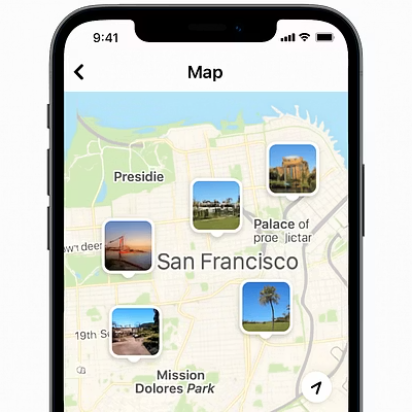 9:41
Map
Presidie
Palace of
San Francisco
19th
Mission
Dolores Park